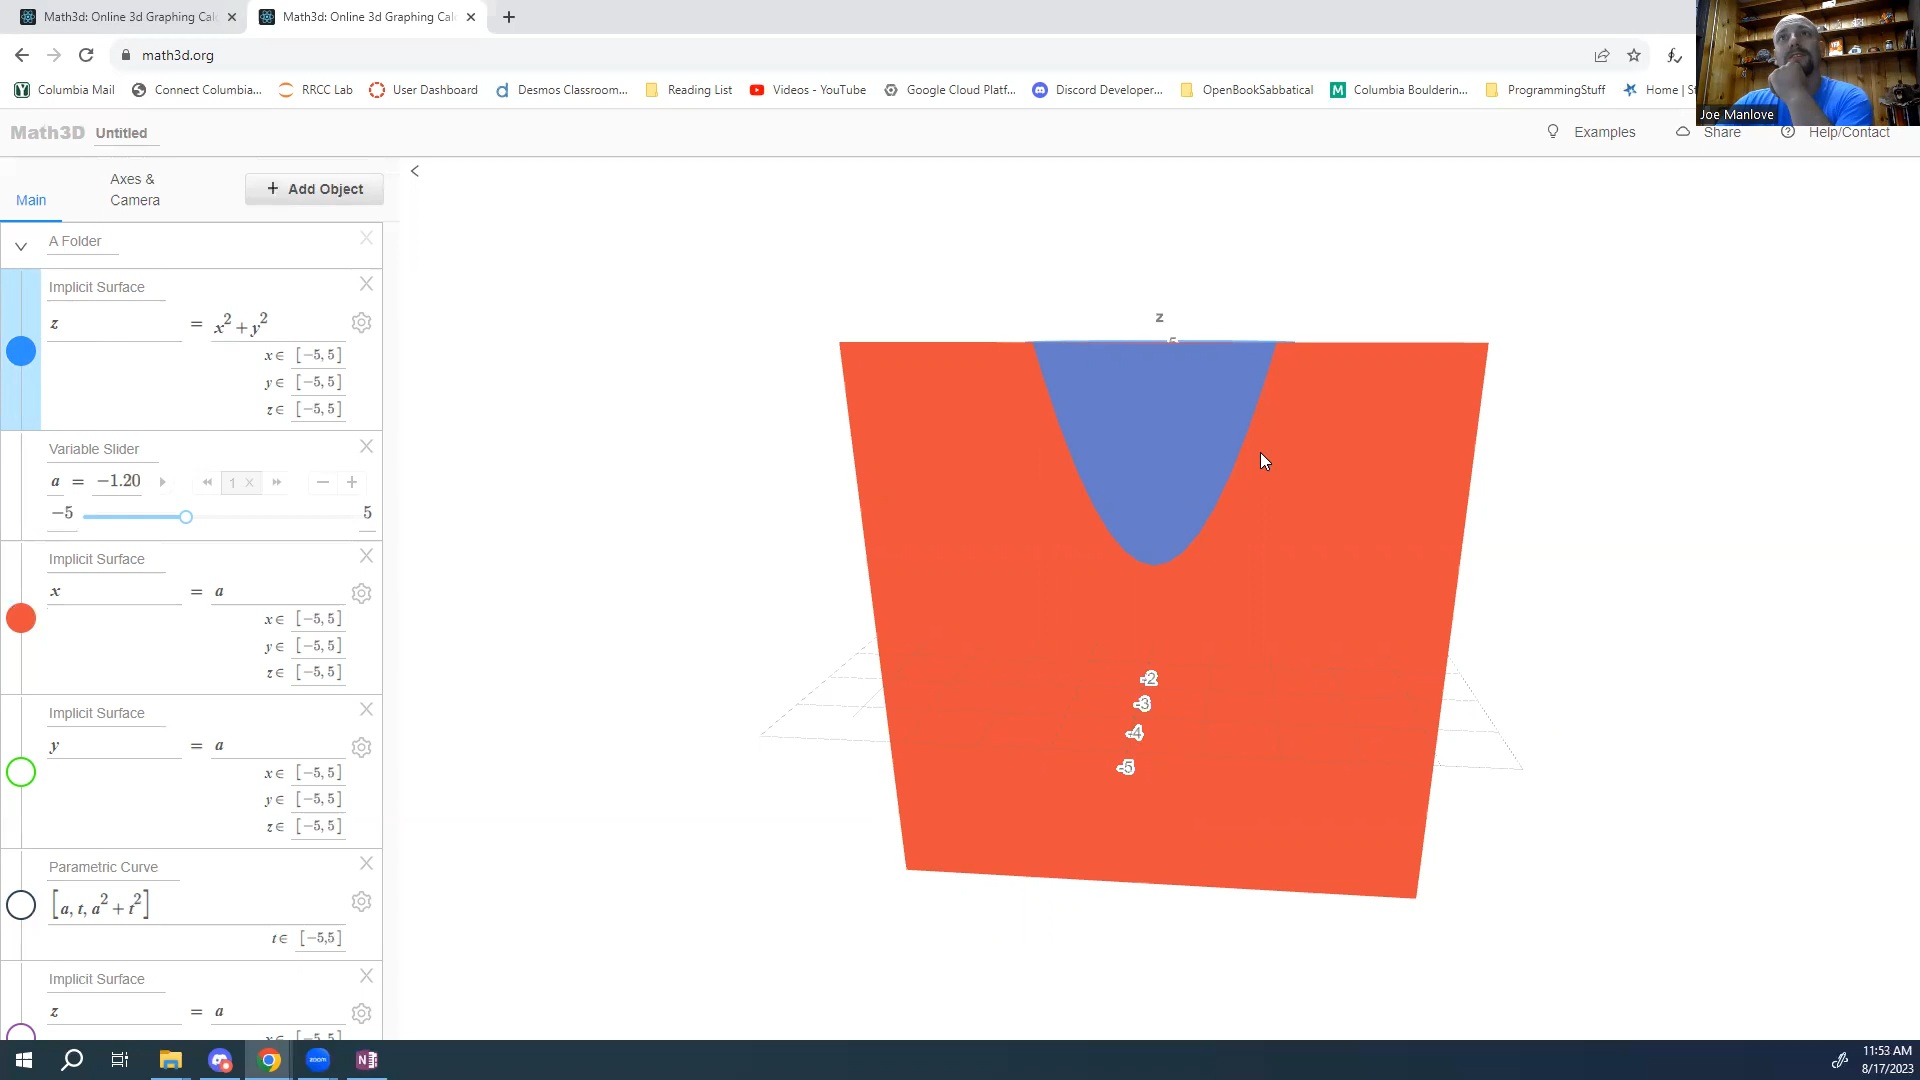 Math3d: Online 3d Graphing Cal
Math3d: Online 3d Graphing Cal
math3d.org
Columbia Mail
Connect Columbia...
RRCC Lab
User Dashboard
Desmos Classroom...
Reading List
Videos - YouTube
Google Cloud Platf...
Discord Developer...
OpenBookSabbatical
Columbia Boulderin...
ProgrammingStuff
Home | St
Joe Manlove
Math3D
Untitled
Examples
Share
Help/Contact
Main
Axes &
Camera
+ Add Object
A Folder
Implicit Surface
z = x² + y²
x ∈ [−5, 5]
y ∈ [−5, 5]
z ∈ [−5, 5]
Variable Slider
a = −1.20
1 X
−5
5
Implicit Surface
x = a
x ∈ [−5, 5]
y ∈ [−5, 5]
z ∈ [−5, 5]
Implicit Surface
y = a
x ∈ [−5, 5]
y ∈ [−5, 5]
z ∈ [−5, 5]
Parametric Curve
[a, t, a² + t²]
t ∈ [−5,5]
Implicit Surface
z = a
z
-2
-3
-4
-5
zoom
11:53 AM
8/17/2023